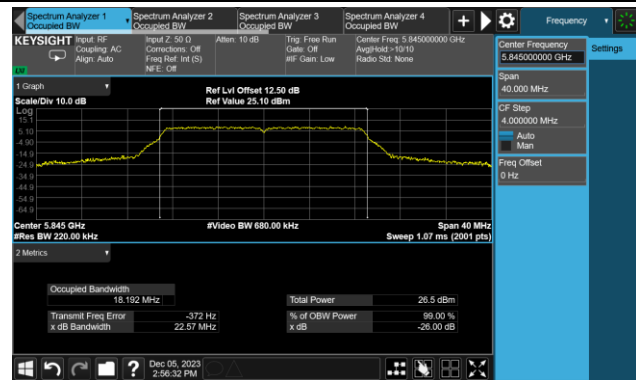 Spectrum Analyzer 1
Occupied BW
Spectrum Analyzer 2
Occupied BW
Spectrum Analyzer 3
Occupied BW
Spectrum Analyzer 4
Occupied BW
Frequency
KEYSIGHT
Input: RF
Coupling: AC
Align: Auto
Input Z: 50 Ω
Corrections: Off
Freq Ref: Int (S)
NFE: Off
Atten: 10 dB
Trig: Free Run
Gate: Off
#IF Gain: Low
Center Freq: 5.845000000 GHz
Avg|Hold:>10/10
Radio Std: None
Center Frequency
5.845000000 GHz
Settings
Span
40.000 MHz
CF Step
4.000000 MHz
Auto
Man
Freq Offset
0 Hz
1 Graph
Scale/Div 10.0 dB
Ref Lvl Offset 12.50 dB
Ref Value 25.10 dBm
Log
15.1
5.10
-4.90
-14.9
-24.9
-34.9
-44.9
-54.9
-64.9
Center 5.845 GHz
#Video BW 680.00 kHz
Span 40 MHz
#Res BW 220.00 kHz
Sweep 1.07 ms (2001 pts)
2 Metrics
Occupied Bandwidth
18.192 MHz
Total Power
26.5 dBm
Transmit Freq Error
-372 Hz
% of OBW Power
99.00 %
x dB Bandwidth
22.57 MHz
x dB
-26.00 dB
?
Dec 05, 2023
2:56:32 PM